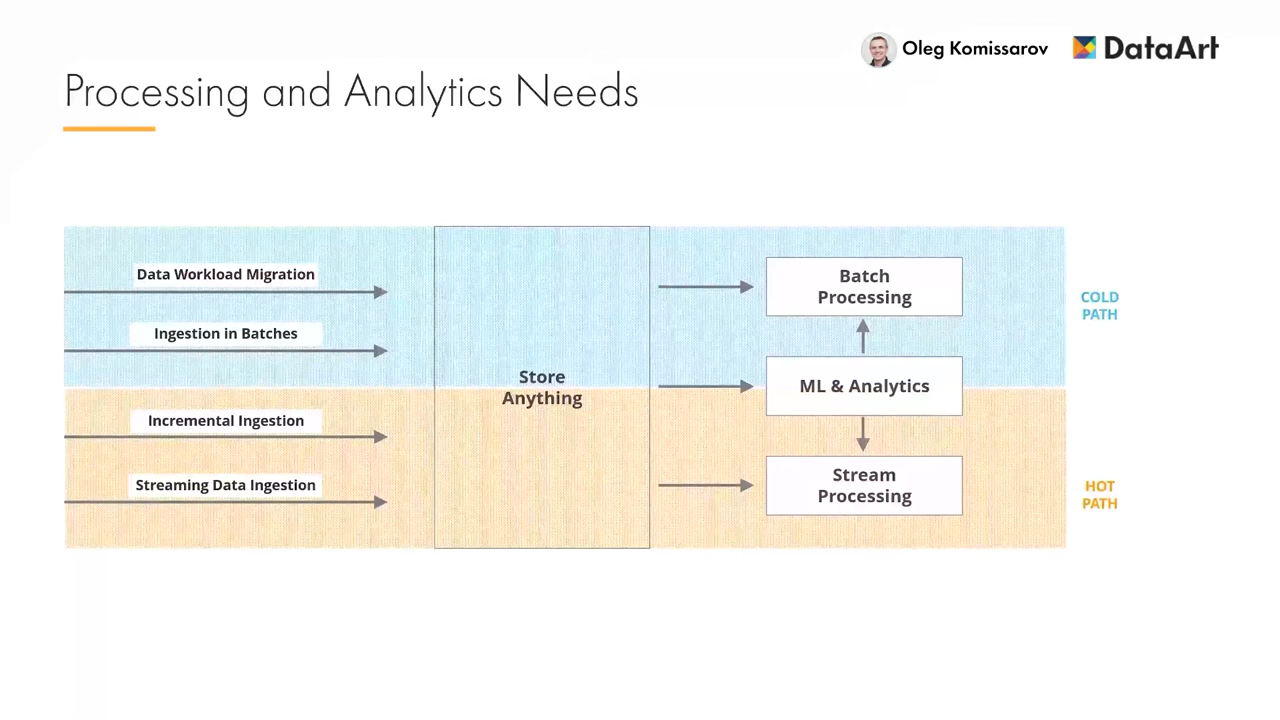 Oleg Komissarov
DataArt
Processing and Analytics Needs
Data Workload Migration
Ingestion in Batches
Incremental Ingestion
Streaming Data Ingestion
Store
Anything
Batch
Processing
ML & Analytics
Stream
Processing
COLD
PATH
HOT
PATH